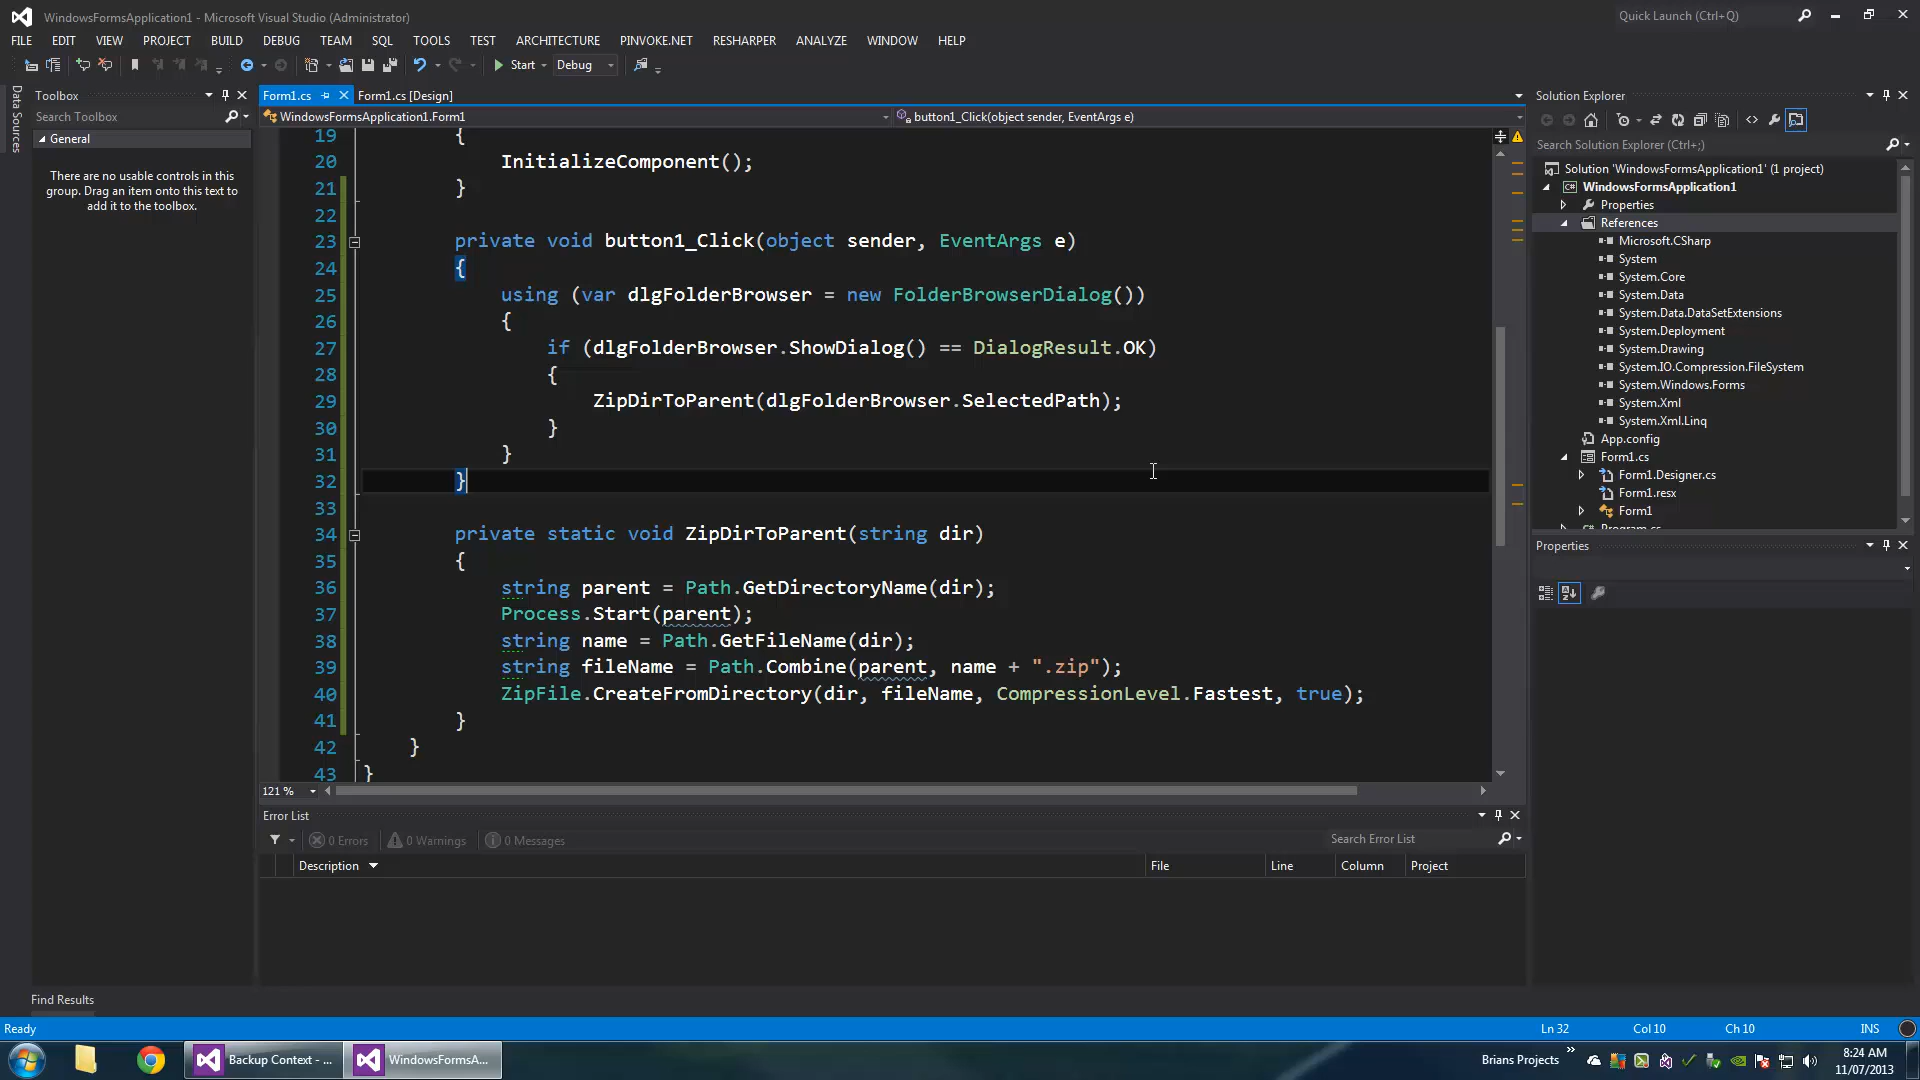 WindowsFormsApplication1 - Microsoft Visual Studio (Administrator)
Quick Launch (Ctrl+Q)
FILE EDIT VIEW PROJECT BUILD DEBUG TEAM SQL TOOLS TEST ARCHITECTURE PINVOKE.NET RESHARPER ANALYZE WINDOW HELP
Start Debug
Data Sources
Toolbox
Search Toolbox
General
There are no usable controls in this
group. Drag an item onto this text to
add it to the toolbox.
Form1.cs Form1.cs [Design]
WindowsFormsApplication1.Form1 button1_Click(object sender, EventArgs e)
19 {
20 InitializeComponent();
21 }
22
23 private void button1_Click(object sender, EventArgs e)
24 {
25 using (var dlgFolderBrowser = new FolderBrowserDialog())
26 {
27 if (dlgFolderBrowser.ShowDialog() == DialogResult.OK)
28 {
29 ZipDirToParent(dlgFolderBrowser.SelectedPath);
30 }
31 }
32 }
33
34 private static void ZipDirToParent(string dir)
35 {
36 string parent = Path.GetDirectoryName(dir);
37 Process.Start(parent);
38 string name = Path.GetFileName(dir);
39 string fileName = Path.Combine(parent, name + ".zip");
40 ZipFile.CreateFromDirectory(dir, fileName, CompressionLevel.Fastest, true);
41 }
42 }
43 }
121 %
Error List
0 Errors 0 Warnings 0 Messages
Search Error List
Description File Line Column Project
Solution Explorer
Search Solution Explorer (Ctrl+;)
Solution 'WindowsFormsApplication1' (1 project)
C# WindowsFormsApplication1
Properties
References
Microsoft.CSharp
System
System.Core
System.Data
System.Data.DataSetExtensions
System.Deployment
System.Drawing
System.IO.Compression.FileSystem
System.Windows.Forms
System.Xml
System.Xml.Linq
App.config
Form1.cs
Form1.Designer.cs
Form1.resx
Form1
Program.cs
Properties
Find Results
Ready Ln 32 Col 10 Ch 10 INS
Backup Context - ... WindowsFormsA...
Brians Projects
8:24 AM
11/07/2013